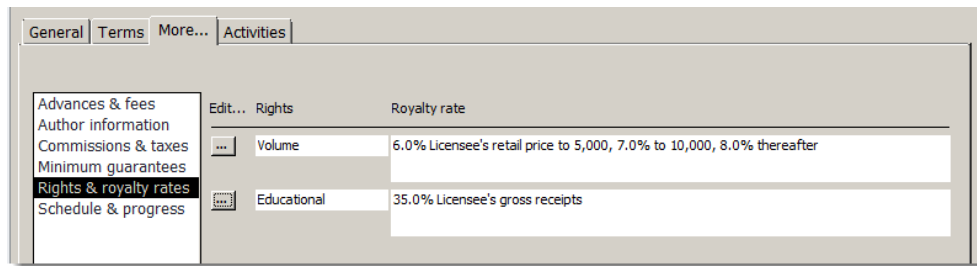 General Terms More... Activities
Advances & fees
Author information
Commissions & taxes
Minimum guarantees
Rights & royalty rates
Schedule & progress
Edit... Rights Royalty rate
... Volume 6.0% Licensee's retail price to 5,000, 7.0% to 10,000, 8.0% thereafter
... Educational 35.0% Licensee's gross receipts